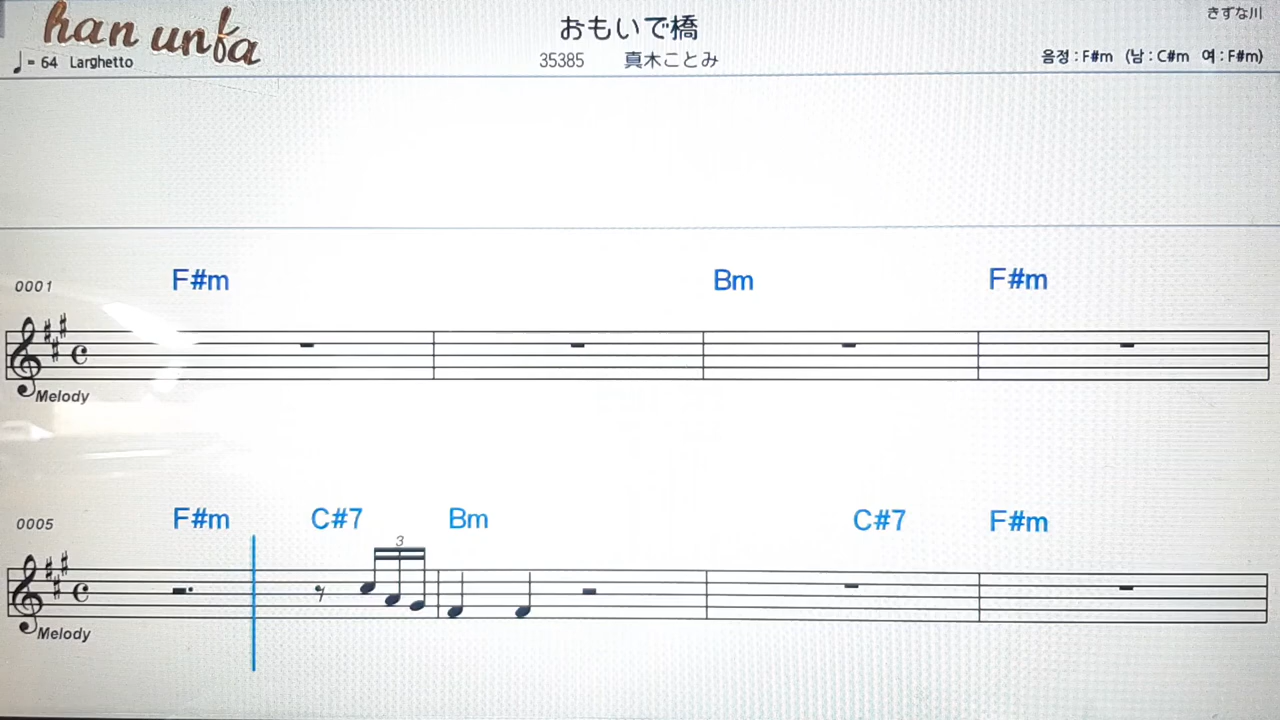 han unfa
おもいで橋
きずな川
♩= 64 Larghetto
35385 真木ことみ
음정 : F#m (남 : C#m 여 : F#m)
0001 F#m Bm F#m
Melody
0005 F#m C#7 Bm C#7 F#m
3
Melody